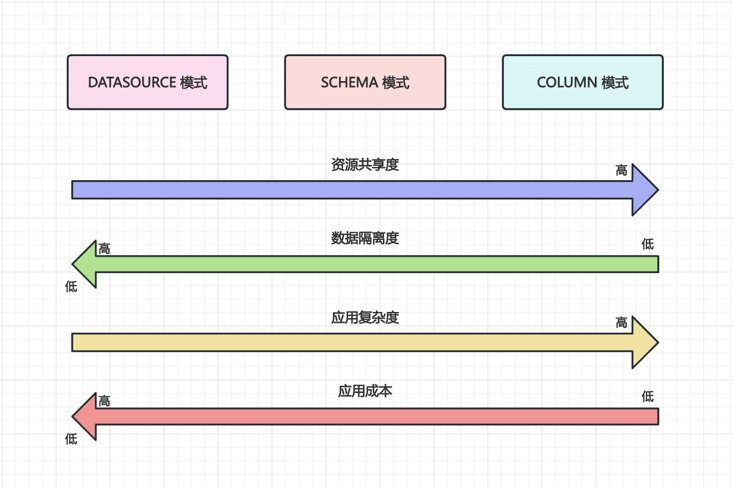 DATASOURCE 模式
SCHEMA 模式
COLUMN 模式
资源共享度
高
数据隔离度
高
低
低
应用复杂度
高
应用成本
高
低
低